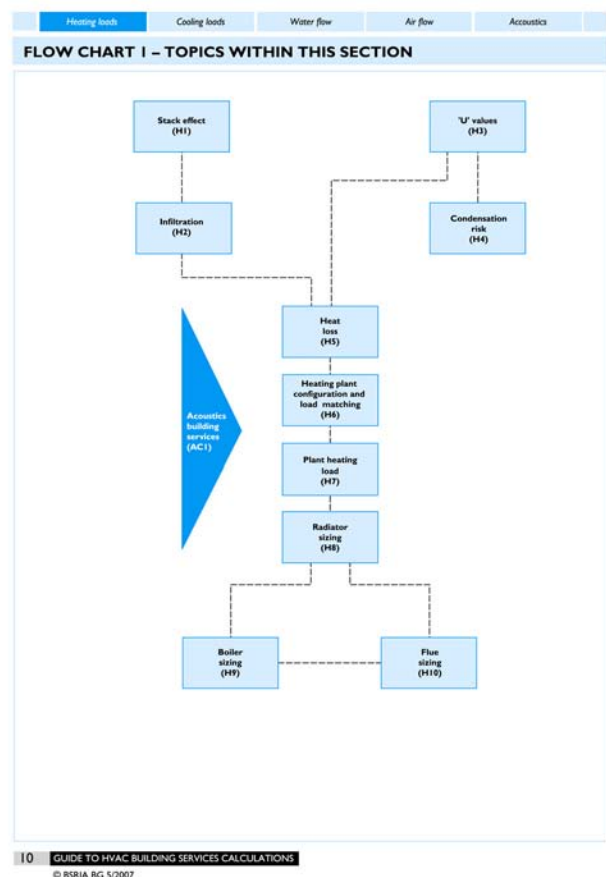 Heating loads
Cooling loads
Water flow
Air flow
Accoustics
FLOW CHART 1 – TOPICS WITHIN THIS SECTION
Stack effect
(H1)
'U' values
(H3)
Infiltration
(H2)
Condensation
risk
(H4)
Heat
loss
(H5)
Heating plant
configuration and
load matching
(H6)
Acoustics
building
services
(AC1)
Plant heating
load
(H7)
Radiator
sizing
(H8)
Boiler
sizing
(H9)
Flue
sizing
(H10)
10 GUIDE TO HVAC BUILDING SERVICES CALCULATIONS
© BSRIA BG 5/2007